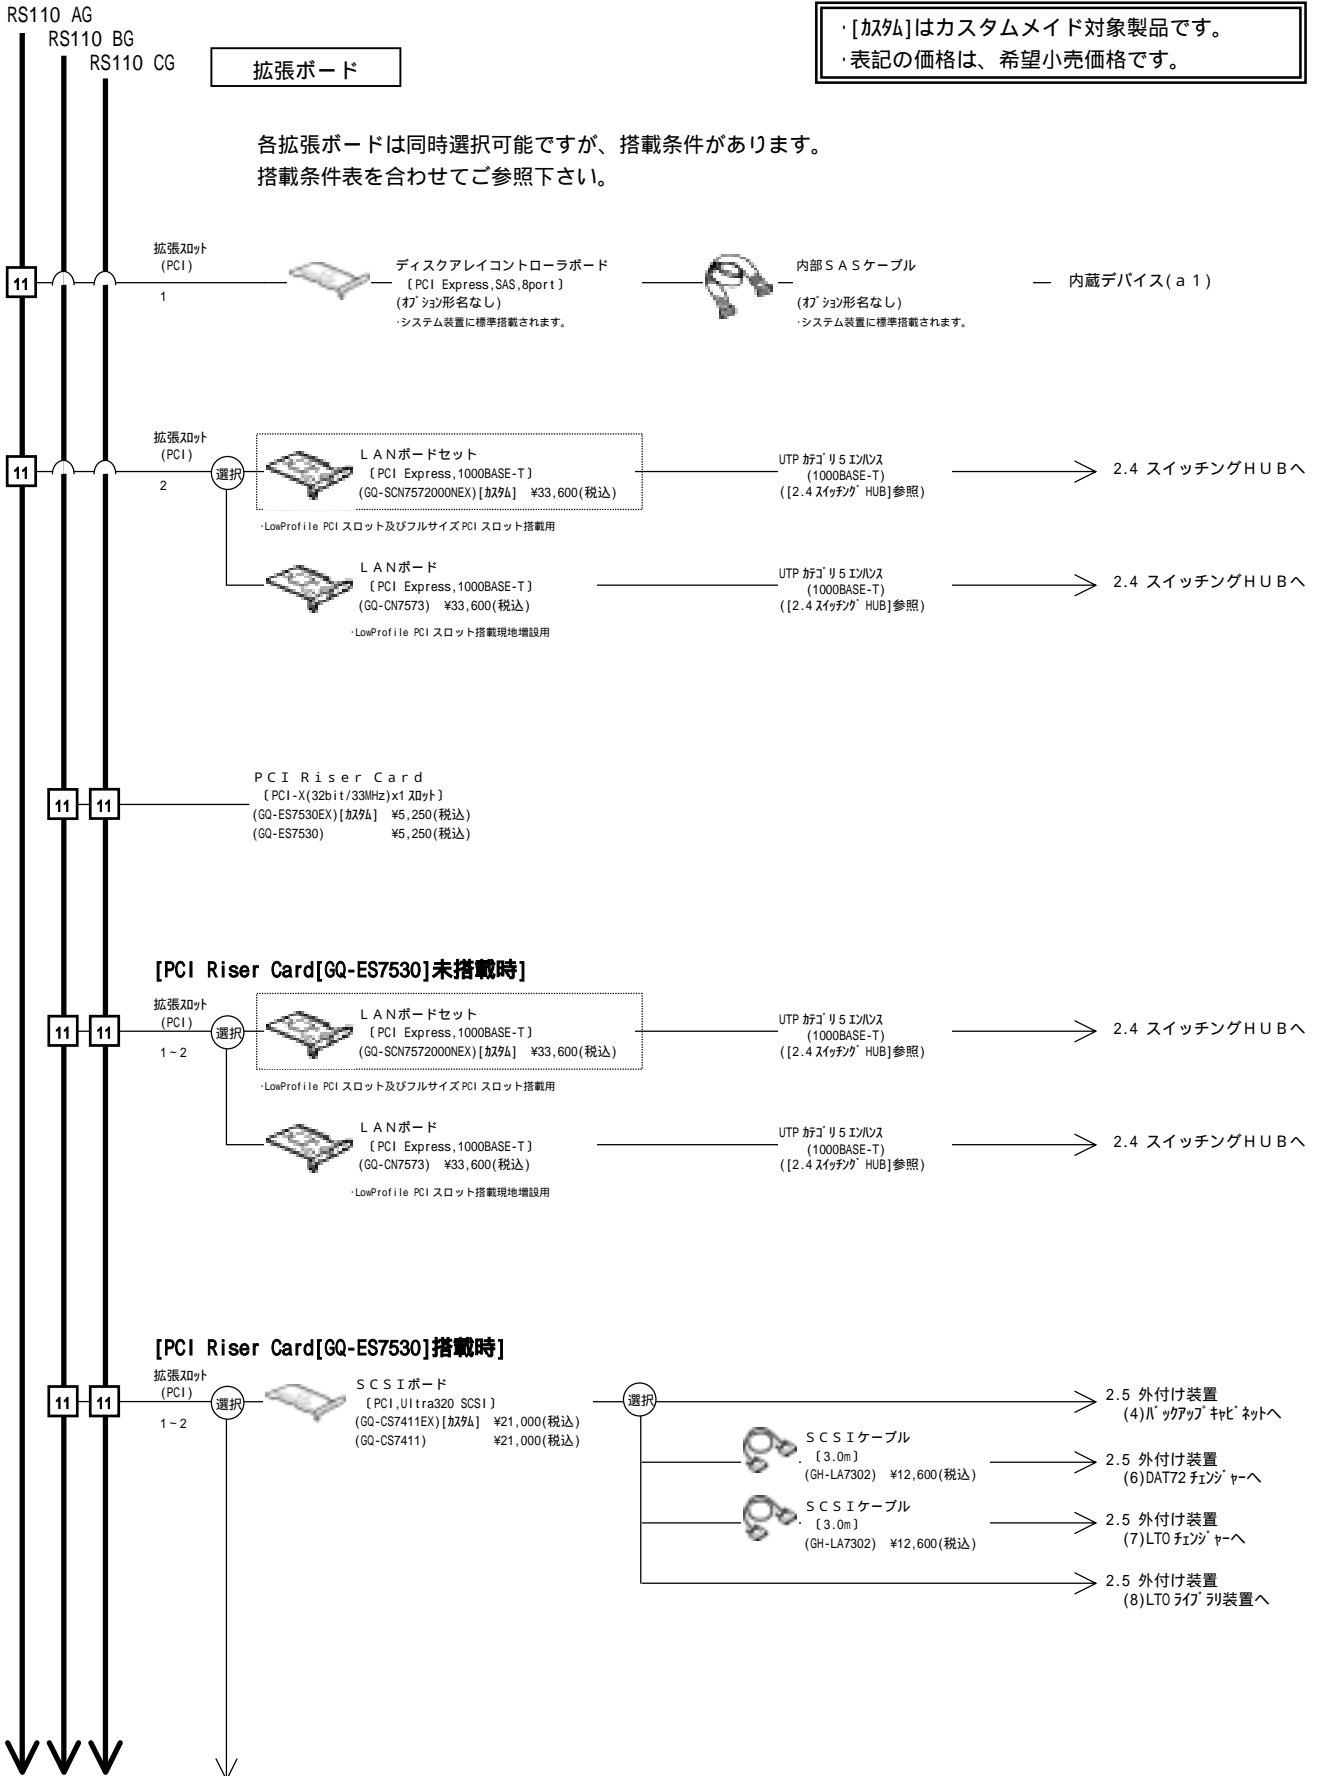 RS110 AG
RS110 BG
RS110 CG
拡張ボード
·[ｶｽﾀﾑ]はカスタムメイド対象製品です。
·表記の価格は、希望小売価格です。
各拡張ボードは同時選択可能ですが、搭載条件があります。
搭載条件表を合わせてご参照下さい。
11
拡張ｽﾛｯﾄ
(PCI)
1
ディスクアレイコントローラボード
〔PCI Express,SAS,8port〕
(ｵﾌﾟｼｮﾝ形名なし)
·システム装置に標準搭載されます。
内部ＳＡＳケーブル
(ｵﾌﾟｼｮﾝ形名なし)
·システム装置に標準搭載されます。
内蔵デバイス(ａ１)
11
拡張ｽﾛｯﾄ
(PCI)
2
選択
ＬＡＮボードセット
〔PCI Express,1000BASE-T〕
(GQ-SCN7572000NEX)[ｶｽﾀﾑ] ¥33,600(税込)
·LowProfile PCI スロット及びフルサイズ PCI スロット搭載用
UTP ｶﾃｺﾞﾘ 5 ｴﾝﾊﾝｽ
(1000BASE-T)
([2.4 ｽｲｯﾁﾝｸﾞ HUB]参照)
2.4 スイッチングＨＵＢへ
ＬＡＮボード
〔PCI Express,1000BASE-T〕
(GQ-CN7573) ¥33,600(税込)
·LowProfile PCI スロット搭載現地増設用
UTP ｶﾃｺﾞﾘ 5 ｴﾝﾊﾝｽ
(1000BASE-T)
([2.4 ｽｲｯﾁﾝｸﾞ HUB]参照)
2.4 スイッチングＨＵＢへ
11 11
ＰＣＩ Ｒｉｓｅｒ Ｃａｒｄ
〔PCI-X(32bit/33MHz)x1 ｽﾛｯﾄ〕
(GQ-ES7530EX)[ｶｽﾀﾑ] ¥5,250(税込)
(GQ-ES7530) ¥5,250(税込)
[PCI Riser Card[GQ-ES7530]未搭載時]
11 11
拡張ｽﾛｯﾄ
(PCI)
1~2
選択
ＬＡＮボードセット
〔PCI Express,1000BASE-T〕
(GQ-SCN7572000NEX)[ｶｽﾀﾑ] ¥33,600(税込)
·LowProfile PCI スロット及びフルサイズ PCI スロット搭載用
UTP ｶﾃｺﾞﾘ 5 ｴﾝﾊﾝｽ
(1000BASE-T)
([2.4 ｽｲｯﾁﾝｸﾞ HUB]参照)
2.4 スイッチングＨＵＢへ
ＬＡＮボード
〔PCI Express,1000BASE-T〕
(GQ-CN7573) ¥33,600(税込)
·LowProfile PCI スロット搭載現地増設用
UTP ｶﾃｺﾞﾘ 5 ｴﾝﾊﾝｽ
(1000BASE-T)
([2.4 ｽｲｯﾁﾝｸﾞ HUB]参照)
2.4 スイッチングＨＵＢへ
[PCI Riser Card[GQ-ES7530]搭載時]
11 11
拡張ｽﾛｯﾄ
(PCI)
1~2
選択
ＳＣＳＩボード
〔PCI,Ultra320 SCSI〕
(GQ-CS7411EX)[ｶｽﾀﾑ] ¥21,000(税込)
(GQ-CS7411) ¥21,000(税込)
選択
2.5 外付け装置
(4)ﾊﾞｯｸｱｯﾌﾟｷｬﾋﾞﾈｯﾄへ
ＳＣＳＩケーブル
〔3.0m〕
(GH-LA7302) ¥12,600(税込)
2.5 外付け装置
(6)DAT72 ﾁｪﾝｼﾞｬｰへ
ＳＣＳＩケーブル
〔3.0m〕
(GH-LA7302) ¥12,600(税込)
2.5 外付け装置
(7)LTO ﾁｪﾝｼﾞｬｰへ
2.5 外付け装置
(8)LTO ﾗｲﾌﾞﾗﾘ装置へ